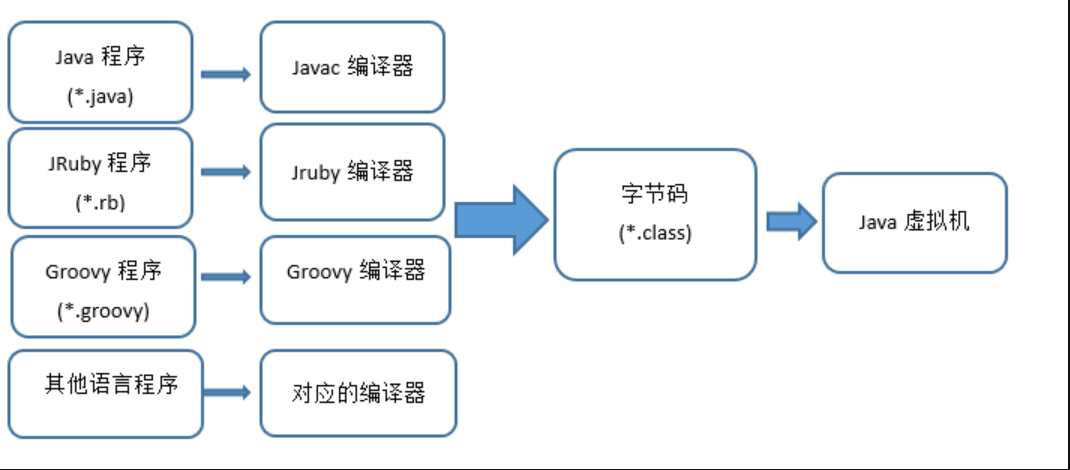 Java 程序
(*.java)
Javac 编译器
JRuby 程序
(*.rb)
Jruby 编译器
Groovy 程序
(*.groovy)
Groovy 编译器
其他语言程序
对应的编译器
字节码
(*.class)
Java 虚拟机